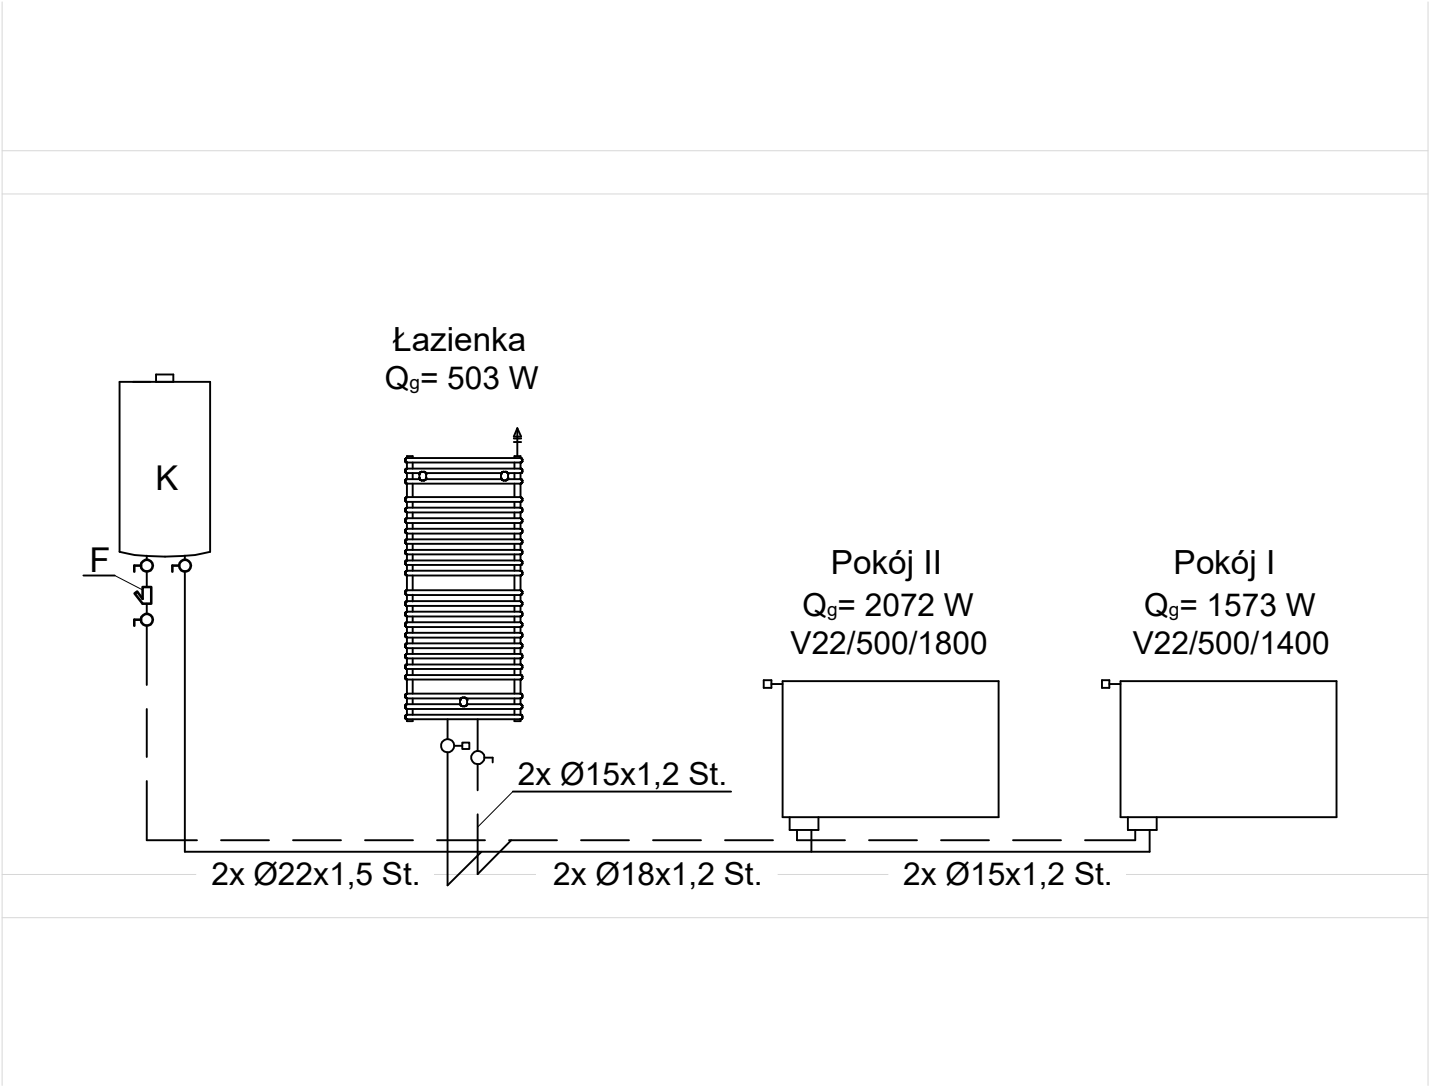 Łazienka
Qg= 503 W
K
F
Pokój II
Qg= 2072 W
V22/500/1800
Pokój I
Qg= 1573 W
V22/500/1400
2x Ø15x1,2 St.
2x Ø22x1,5 St.
2x Ø18x1,2 St.
2x Ø15x1,2 St.